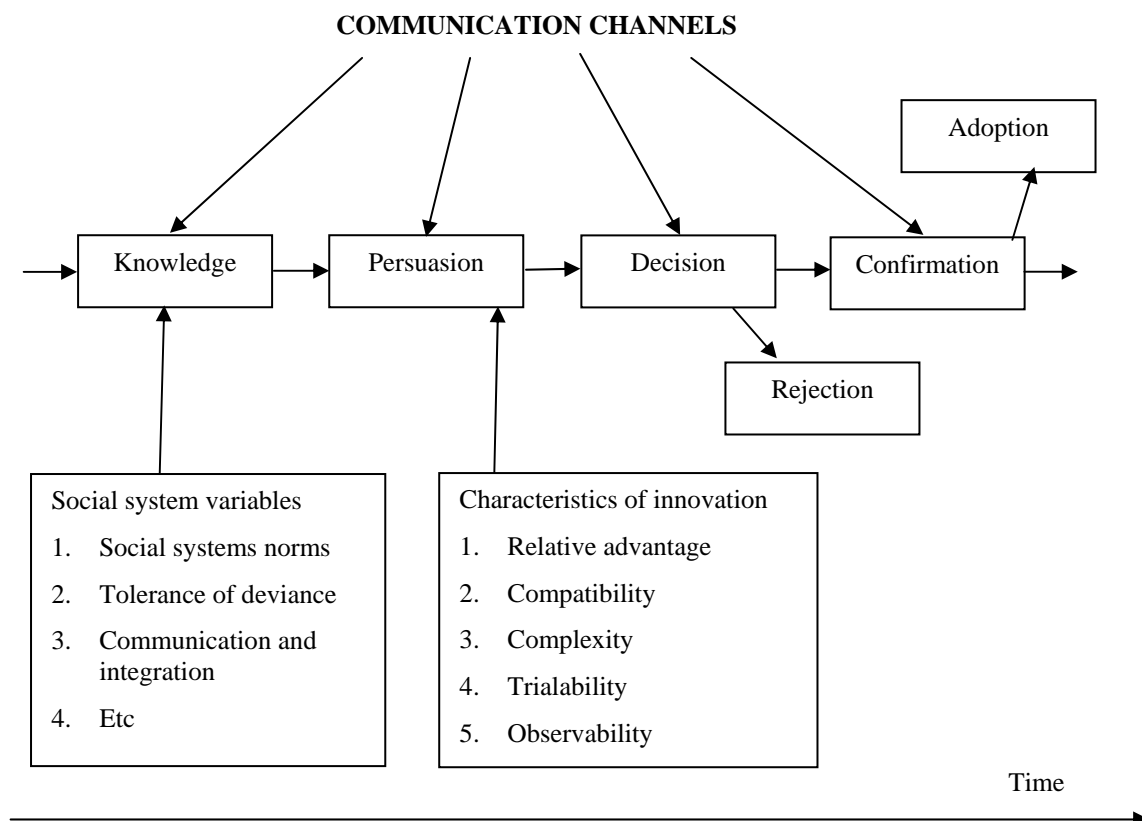 COMMUNICATION CHANNELS
Adoption
Knowledge
Persuasion
Decision
Confirmation
Rejection
Social system variables
1. Social systems norms
2. Tolerance of deviance
3. Communication and
integration
4. Etc
Characteristics of innovation
1. Relative advantage
2. Compatibility
3. Complexity
4. Trialability
5. Observability
Time